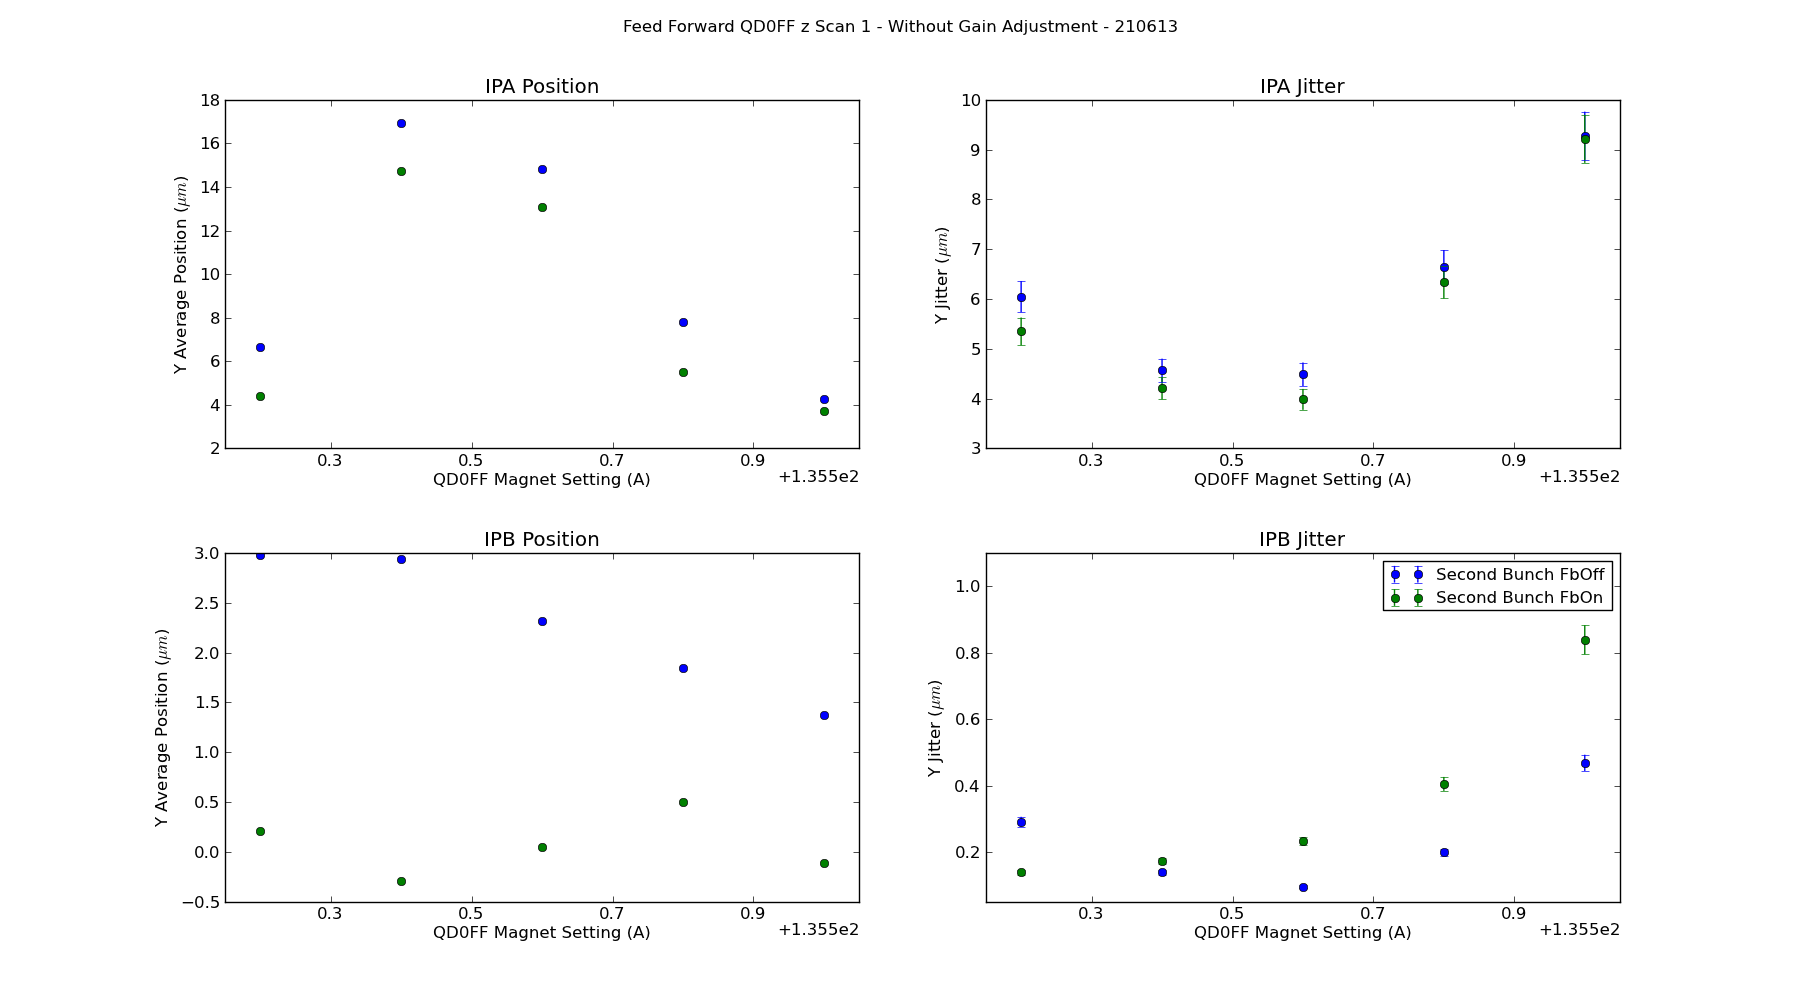 Feed Forward QD0FF z Scan 1 - Without Gain Adjustment - 210613
IPA Position
18
16
14
12
10
8
6
4
2
Y Average Position (μm)
0.3 0.5 0.7 0.9
+1.355e2
QD0FF Magnet Setting (A)
IPA Jitter
10
9
8
7
6
5
4
3
Y Jitter (μm)
0.3 0.5 0.7 0.9
+1.355e2
QD0FF Magnet Setting (A)
IPB Position
3.0
2.5
2.0
1.5
1.0
0.5
0.0
−0.5
Y Average Position (μm)
0.3 0.5 0.7 0.9
+1.355e2
QD0FF Magnet Setting (A)
IPB Jitter
Second Bunch FbOff
Second Bunch FbOn
1.0
0.8
0.6
0.4
0.2
Y Jitter (μm)
0.3 0.5 0.7 0.9
+1.355e2
QD0FF Magnet Setting (A)